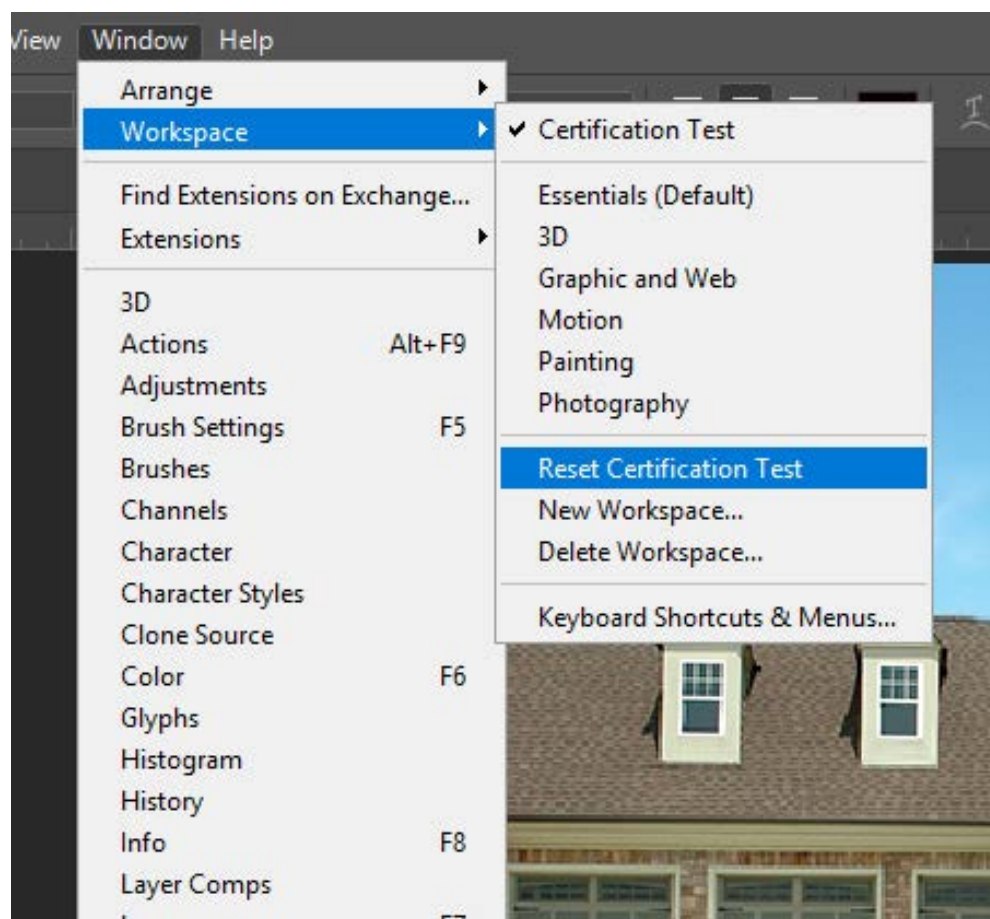 View Window Help
Arrange
Workspace
Find Extensions on Exchange...
Extensions
3D
Actions Alt+F9
Adjustments
Brush Settings F5
Brushes
Channels
Character
Character Styles
Clone Source
Color F6
Glyphs
Histogram
History
Info F8
Layer Comps
F7
Certification Test
Essentials (Default)
3D
Graphic and Web
Motion
Painting
Photography
Reset Certification Test
New Workspace...
Delete Workspace...
Keyboard Shortcuts & Menus...